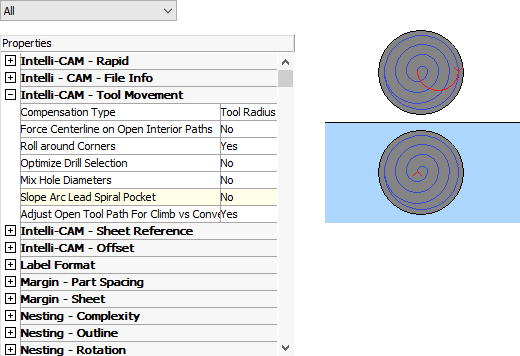 All
Properties
Intelli-CAM - Rapid
Intelli - CAM - File Info
Intelli-CAM - Tool Movement
Compensation Type Tool Radius
Force Centerline on Open Interior Paths No
Roll around Corners Yes
Optimize Drill Selection No
Mix Hole Diameters No
Slope Arc Lead Spiral Pocket No
Adjust Open Tool Path For Climb vs Conve Yes
Intelli-CAM - Sheet Reference
Intelli-CAM - Offset
Label Format
Margin - Part Spacing
Margin - Sheet
Nesting - Complexity
Nesting - Outline
Nesting - Rotation